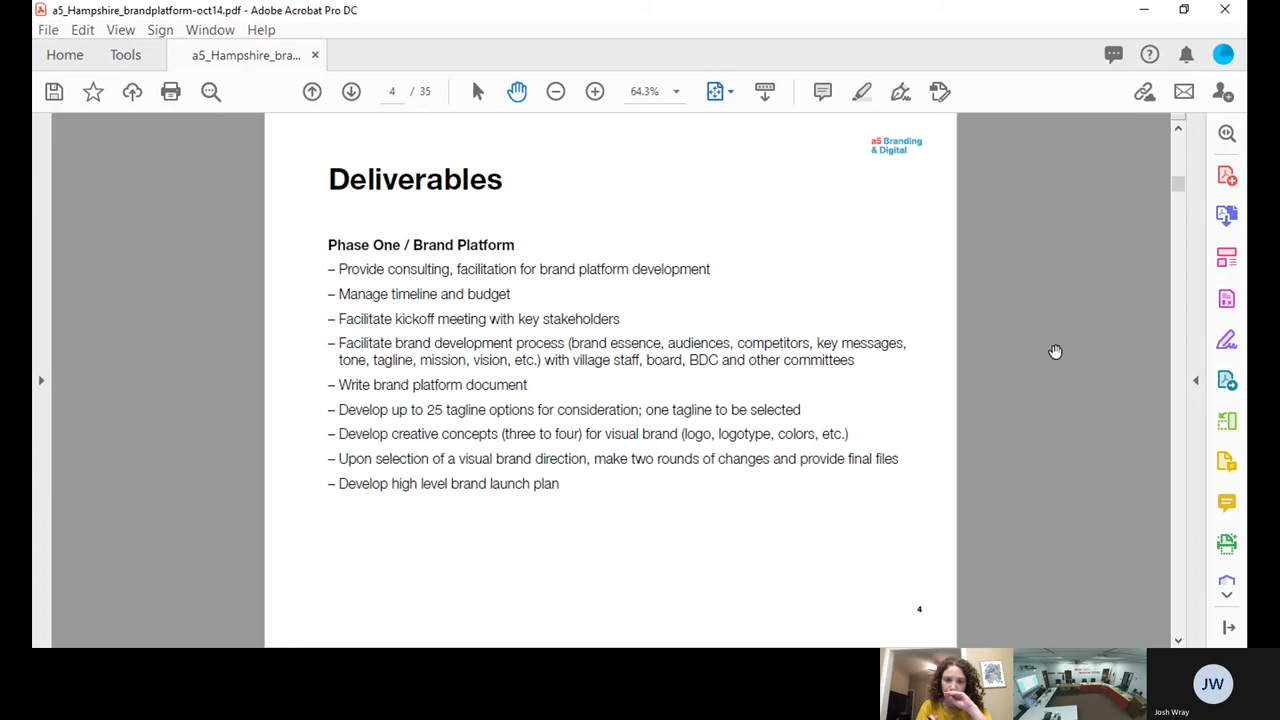 a5_Hampshire_brandplatform-oct14.pdf - Adobe Acrobat Pro DC
File Edit View Sign Window Help
Home Tools a5_Hampshire_bra... ×
4 / 35 64.3%
a5 Branding
& Digital
Deliverables
Phase One / Brand Platform
– Provide consulting, facilitation for brand platform development
– Manage timeline and budget
– Facilitate kickoff meeting with key stakeholders
– Facilitate brand development process (brand essence, audiences, competitors, key messages,
tone, tagline, mission, vision, etc.) with village staff, board, BDC and other committees
– Write brand platform document
– Develop up to 25 tagline options for consideration; one tagline to be selected
– Develop creative concepts (three to four) for visual brand (logo, logotype, colors, etc.)
– Upon selection of a visual brand direction, make two rounds of changes and provide final files
– Develop high level brand launch plan
4
JW
Josh Wray